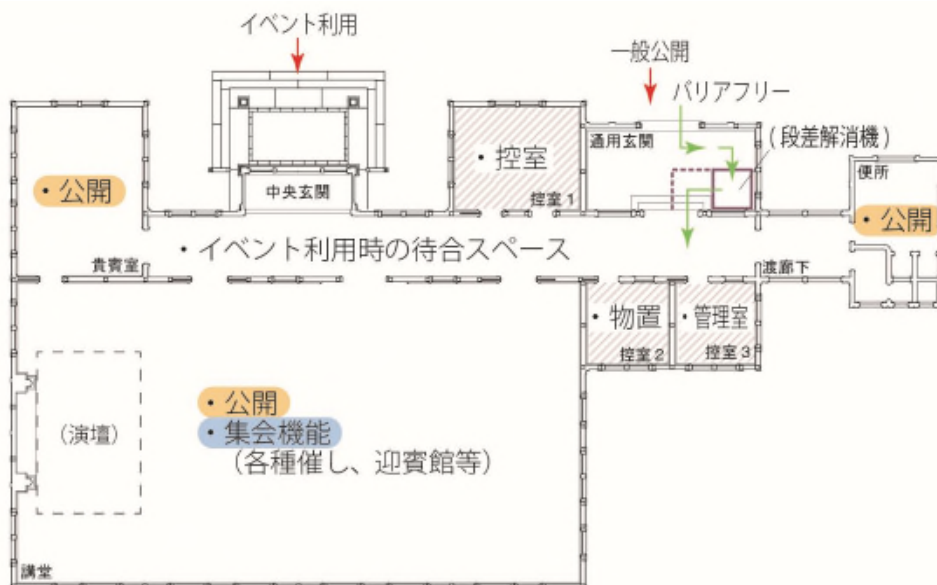 イベント利用
一般公開
バリアフリー
(段差解消機)
・控室
通用玄関
便所
・公開
中央玄関
控室1
・公開
・イベント利用時の待合スペース
貴賓室
渡廊下
・物置
・管理室
控室2
控室3
・公開
・集会機能
(各種催し、迎賓館等)
(演壇)
講堂